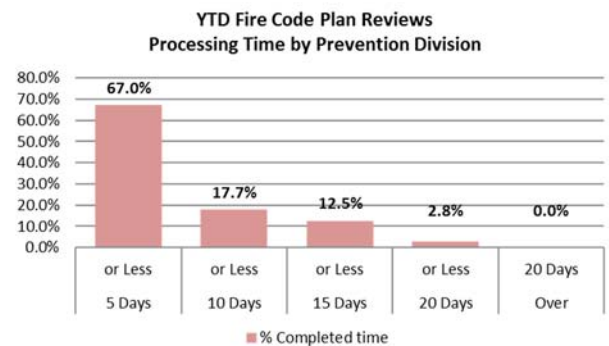 YTD Fire Code Plan Reviews
Processing Time by Prevention Division
80.0%
70.0%
60.0%
50.0%
40.0%
30.0%
20.0%
10.0%
0.0%
67.0%
17.7%
12.5%
2.8%
0.0%
or Less or Less or Less or Less 20 Days
5 Days 10 Days 15 Days 20 Days Over
% Completed time